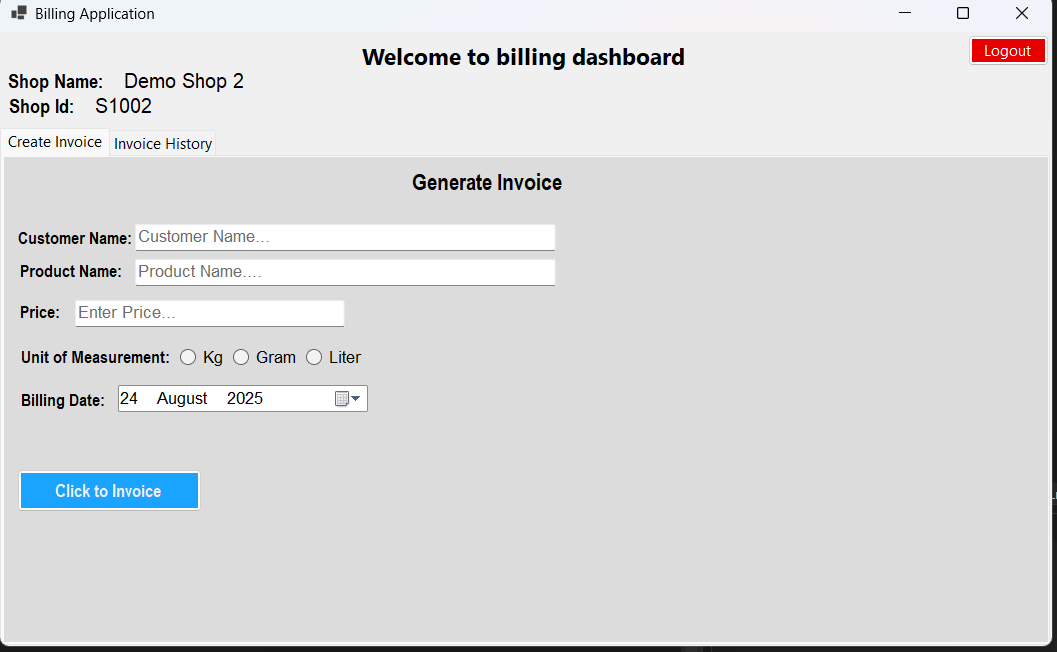 Billing Application
Welcome to billing dashboard
Logout
Shop Name: Demo Shop 2
Shop Id: S1002
Create Invoice Invoice History
Generate Invoice
Customer Name: Customer Name...
Product Name: Product Name....
Price: Enter Price...
Unit of Measurement: Kg Gram Liter
Billing Date: 24 August 2025
Click to Invoice